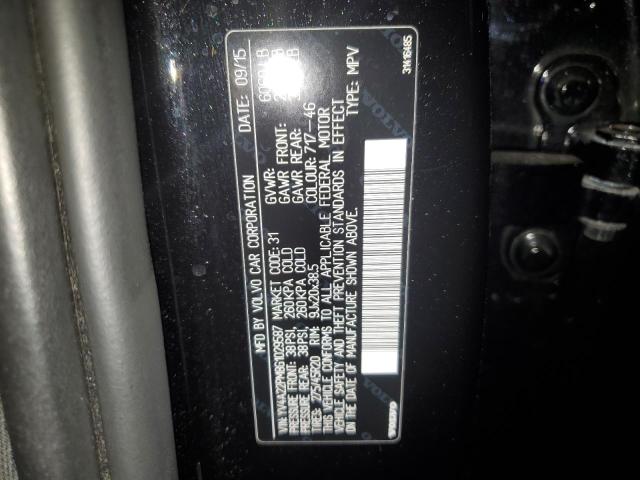 MFD BY VOLVO CAR CORPORATION DATE: 09/15
MARKET CODE: 31 GVWR:
PRESSURE FRONT: 38PSI, 260KPA COLD GAWR FRONT:
PRESSURE REAR: 38PSI, 260KPA COLD GAWR REAR: LB
TIRES: 275/45R20 RIM: 9Jx20x38.5 COLOUR: 717-46
THIS VEHICLE CONFORMS TO ALL APPLICABLE FEDERAL MOTOR
VEHICLE SAFETY AND THEFT PREVENTION STANDARDS IN EFFECT
ON THE DATE OF MANUFACTURE SHOWN ABOVE. TYPE: MPV
VOLVO
31416485